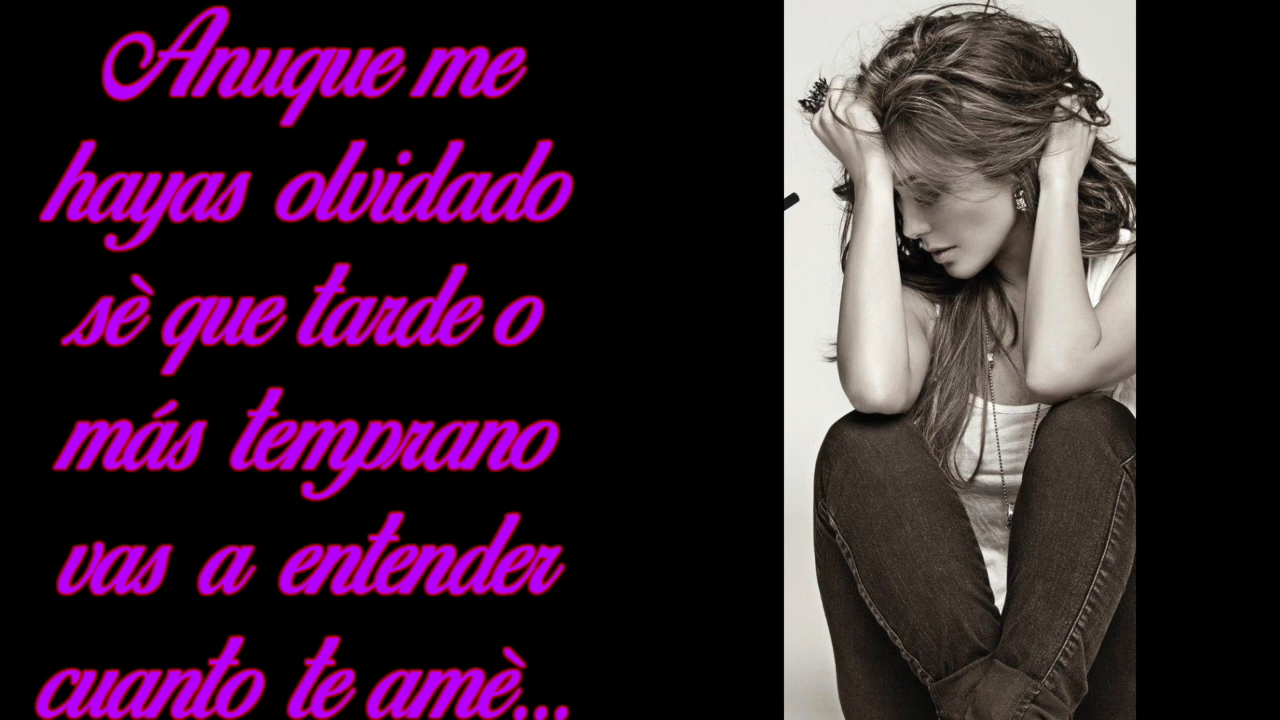 Anuque me
hayas olvidado
sè que tarde o
más temprano
vas a entender
cuanto te amè...